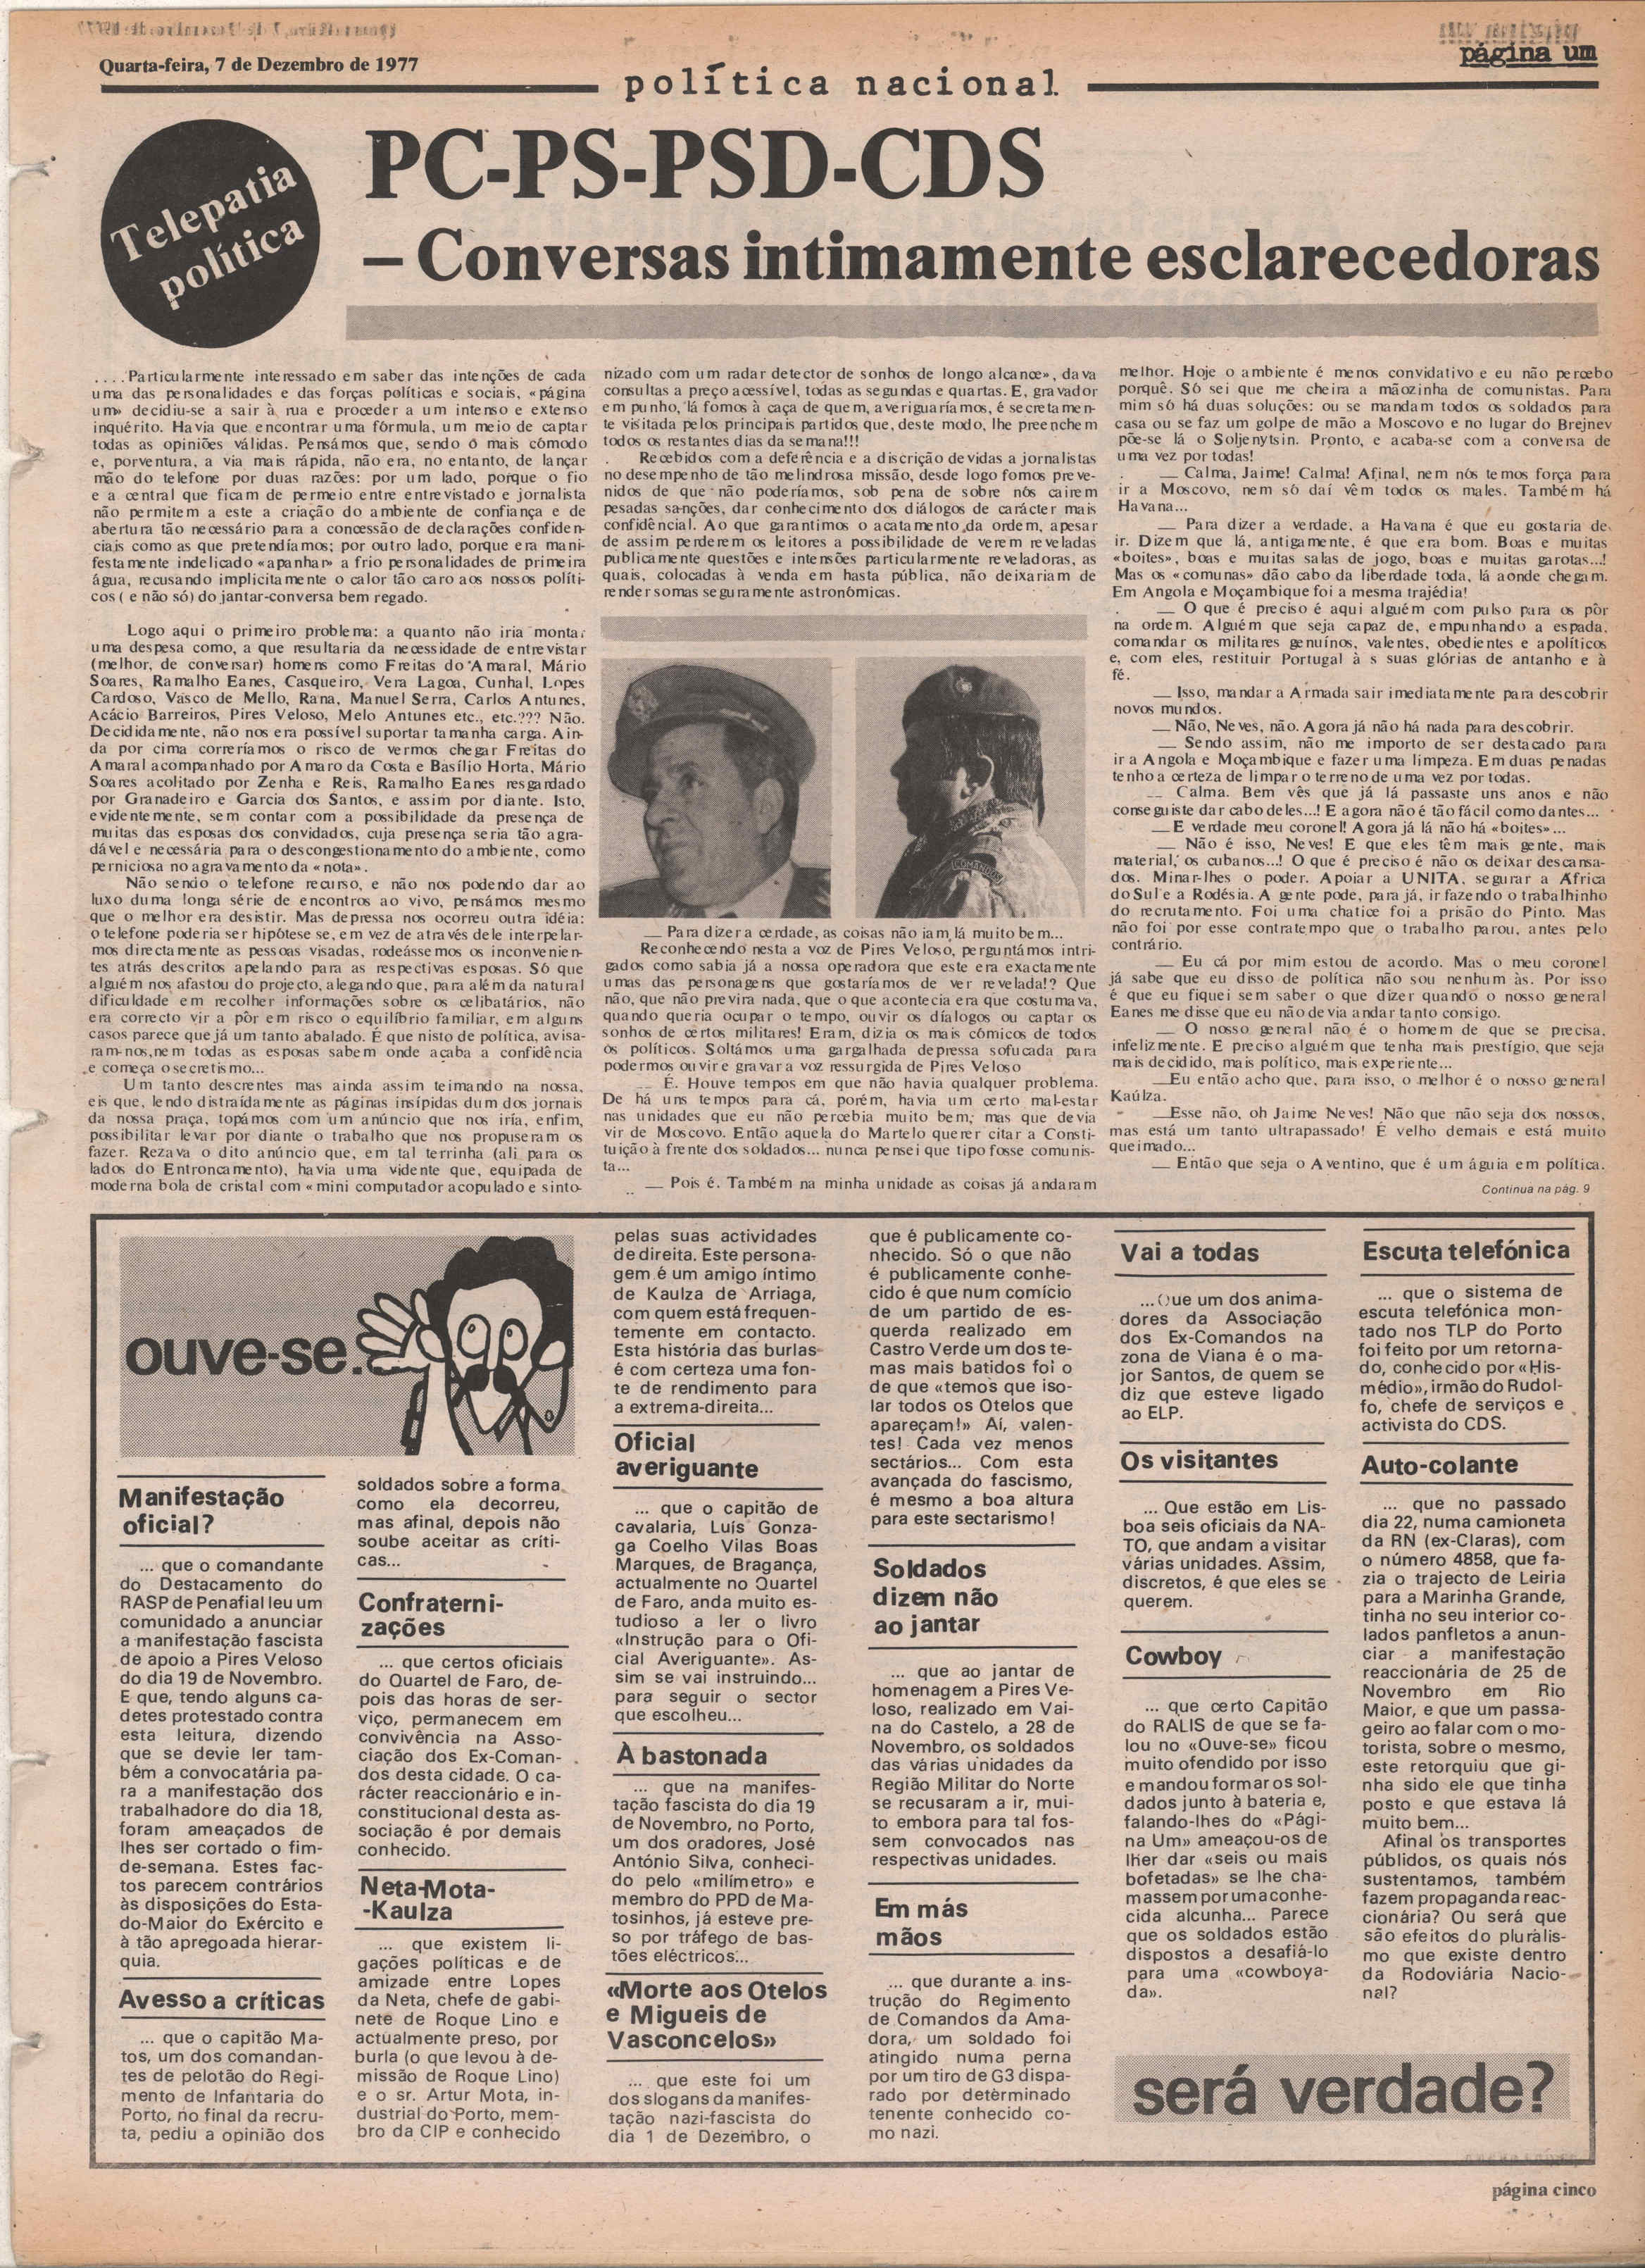 Quarta-feira, 7 de Dezembro de 1977
página um
política nacional
Telepatia
política
PC-PS-PSD-CDS
– Conversas intimamente esclarecedoras
....Particularmente interessado em saber das intenções de cada
uma das personalidades e das forças políticas e sociais, «página
um» decidiu-se a sair à rua e proceder a um intenso e extenso
inquérito. Havia que encontrar uma fórmula, um meio de captar
todas as opiniões válidas. Pensámos que, sendo o mais cómodo
e, porventura, a via mais rápida, não era, no entanto, de lançar
mão do telefone por duas razões: por um lado, porque o fio
e a central que ficam de permeio entre entrevistado e jornalista
não permitem a este a criação do ambiente de confiança e de
abertura tão necessário para a concessão de declarações confiden-
ciais como as que pretendíamos; por outro lado, porque era mani-
festamente indelicado «apanhar» a frio personalidades de primeira
água, recusando implicitamente o calor tão caro aos nossos políti-
cos ( e não só) do jantar-conversa bem regado.
Logo aqui o primeiro problema: a quanto não iria montar
uma despesa como, a que resultaria da necessidade de entrevistar
(melhor, de conversar) homens como Freitas do Amaral, Mário
Soares, Ramalho Eanes, Casqueiro, Vera Lagoa, Cunhal, Lopes
Cardoso, Vasco de Mello, Rana, Manuel Serra, Carlos Antunes,
Acácio Barreiros, Pires Veloso, Melo Antunes etc., etc.??? Não.
Decididamente, não nos era possível suportar tamanha carga. Ain-
da por cima correríamos o risco de vermos chegar Freitas do
Amaral acompanhado por Amaro da Costa e Basílio Horta, Mário
Soares acolitado por Zenha e Reis, Ramalho Eanes resgardado
por Granadeiro e Garcia dos Santos, e assim por diante. Isto,
evidentemente, sem contar com a possibilidade da presença de
muitas das esposas dos convidados, cuja presença seria tão agra-
dável e necessária para o descongestionamento do ambiente, como
perniciosa no agravamento da «nota».
Não sendo o telefone recurso, e não nos podendo dar ao
luxo duma longa série de encontros ao vivo, pensámos mesmo
que o melhor era desistir. Mas depressa nos ocorreu outra idéia:
o telefone poderia ser hipótese se, em vez de através dele interpelar-
mos directamente as pessoas visadas, rodeássemos os inconvenien-
tes atrás descritos apelando para as respectivas esposas. Só que
alguém nos afastou do projecto, alegando que, para além da natural
dificuldade em recolher informações sobre os celibatários, não
era correcto vir a pôr em risco o equilíbrio familiar, em alguns
casos parece que já um tanto abalado. É que nisto de política, avisa-
ram-nos, nem todas as esposas sabem onde acaba a confidência
e começa o secretismo...
Um tanto descrentes mas ainda assim teimando na nossa,
eis que, lendo distraídamente as páginas insípidas dum dos jornais
da nossa praça, topámos com um anúncio que nos iría, enfim,
possibilitar levar por diante o trabalho que nos propuseram os
fazer. Rezava o dito anúncio que, em tal terrinha (ali para os
lados do Entroncamento), havia uma vidente que, equipada de
moderna bola de cristal com «mini computador acopulado e sinto-
nizado com um radar detector de sonhos de longo alcance», dava
consultas a preço acessível, todas as segundas e quartas. E, gravador
em punho, lá fomos à caça de quem, averiguaríamos, é secretamen-
te visitada pelos principais partidos que, deste modo, lhe preenchem
todos os restantes dias da semana!!!
Recebidos com a deferência e a discrição devidas a jornalistas
no desempenho de tão melindrosa missão, desde logo fomos preve-
nidos de que não poderíamos, sob pena de sobre nós cairem
pesadas sanções, dar conhecimento dos diálogos de carácter mais
confidêncial. Ao que garantimos o acatamento da ordem, apesar
de assim perderem os leitores a possibilidade de verem reveladas
publicamente questões e intensões particularmente reveladoras, as
quais, colocadas à venda em hasta pública, não deixariam de
render somas seguramente astronómicas.
COMANDOS
— Para dizer a cerdade, as coisas não iam lá muito bem...
Reconhecendo nesta a voz de Pires Veloso, perguntámos intri-
gados como sabia já a nossa operadora que este era exactamente
umas das personagens que gostaríamos de ver revelada!? Que
não, que não previra nada, que o que acontecia era que costumava,
quando queria ocupar o tempo, ouvir os díalogos ou captar os
sonhos de certos militares! Eram, dizia os mais cómicos de todos
os políticos. Soltámos uma gargalhada depressa sofucada para
podermos ouvir e gravar a voz ressurgida de Pires Veloso
— É. Houve tempos em que não havia qualquer problema.
De há uns tempos para cá, porém, havia um certo mal-estar
nas unidades que eu não percebia muito bem, mas que devia
vir de Moscovo. Então aquela do Martelo querer citar a Consti-
tuição à frente dos soldados... nunca pensei que tipo fosse comunis-
ta...
— Pois é. Também na minha unidade as coisas já andaram
melhor. Hoje o ambiente é menos convidativo e eu não percebo
porquê. Só sei que me cheira a mãozinha de comunistas. Para
mim só há duas soluções: ou se mandam todos os soldados para
casa ou se faz um golpe de mão a Moscovo e no lugar do Brejnev
põe-se lá o Soljenytsin. Pronto, e acaba-se com a conversa de
uma vez por todas!
— Calma, Jaime! Calma! Afinal, nem nós temos força para
ir a Moscovo, nem só daí vêm todos os males. Também há
Havana...
— Para dizer a verdade, a Havana é que eu gostaria de
ir. Dizem que lá, antigamente, é que era bom. Boas e muitas
«boites», boas e muitas salas de jogo, boas e muitas garotas...!
Mas os «comunas» dão cabo da liberdade toda, lá aonde chegam.
Em Angola e Moçambique foi a mesma trajédia!
— O que é preciso é aqui alguém com pulso para os pôr
na ordem. Alguém que seja capaz de, empunhando a espada,
comandar os militares genuínos, valentes, obedientes e apolíticos
e, com eles, restituir Portugal à s suas glórias de antanho e à
fé.
— Isso, mandar a Armada sair imediatamente para descobrir
novos mundos.
— Não, Neves, não. Agora já não há nada para descobrir.
— Sendo assim, não me importo de ser destacado para
ir a Angola e Moçambique e fazer uma limpeza. Em duas penadas
tenho a certeza de limpar o terreno de uma vez por todas.
— Calma. Bem vês que já lá passaste uns anos e não
conseguiste dar cabo deles...! E agora não é tão fácil como dantes...
— E verdade meu coronel! Agora já lá não há «boites»...
— Não é isso, Neves! E que eles têm mais gente, mais
material, os cubanos...! O que é preciso é não os deixar descansa-
dos. Minar-lhes o poder. Apoiar a UNITA, segurar a África
do Sul e a Rodésia. A gente pode, para já, ir fazendo o trabalhinho
do recrutamento. Foi uma chatice foi a prisão do Pinto. Mas
não foi por esse contratempo que o trabalho parou, antes pelo
contrário.
— Eu cá por mim estou de acordo. Mas o meu coronel
já sabe que eu disso de política não sou nenhum às. Por isso
é que eu fiquei sem saber o que dizer quando o nosso general
Eanes me disse que eu não devia andar tanto consigo.
— O nosso general não é o homem de que se precisa,
infelizmente. E preciso alguém que tenha mais prestígio, que seja
mais decidido, mais político, mais experiente...
—Eu então acho que, para isso, o melhor é o nosso general
Kaúlza.
—Esse não, oh Jaime Neves! Não que não seja dos nossos,
mas está um tanto ultrapassado! É velho demais e está muito
queimado...
— Então que seja o Aventino, que é um águia em política.
Continua na pág. 9
ouve-se...
Manifestação
oficial?
... que o comandante
do Destacamento do
RASP de Penafial leu um
comunidado a anunciar
a manifestação fascista
de apoio a Pires Veloso
do dia 19 de Novembro.
E que, tendo alguns ca-
detes protestado contra
esta leitura, dizendo
que se devie ler tam-
bém a convocatária pa-
ra a manifestação dos
trabalhadore do dia 18,
foram ameaçados de
lhes ser cortado o fim-
de-semana. Estes fac-
tos parecem contrários
às disposições do Esta-
do-Maior do Exército e
à tão apregoada hierar-
quia.
Avesso a críticas
... que o capitão Ma-
tos, um dos comandan-
tes de pelotão do Regi-
mento de Infantaria do
Porto, no final da recru-
ta, pediu a opinião dos
soldados sobre a forma
como ela decorreu,
mas afinal, depois não
soube aceitar as críti-
cas...
Confraterni-
zações
... que certos oficiais
do Quartel de Faro, de-
pois das horas de ser-
viço, permanecem em
convivência na Asso-
ciação dos Ex-Coman-
dos desta cidade. O ca-
rácter reaccionário e in-
constitucional desta as-
sociação é por demais
conhecido.
Neta-Mota-
-Kaulza
... que existem li-
gações políticas e de
amizade entre Lopes
da Neta, chefe de gabi-
nete de Roque Lino e
actualmente preso, por
burla (o que levou à de-
missão de Roque Lino)
e o sr. Artur Mota, in-
dustrial do Porto, mem-
bro da CIP e conhecido
pelas suas actividades
de direita. Este persona-
gem é um amigo íntimo
de Kaulza de Arriaga,
com quem está frequen-
temente em contacto.
Esta história das burlas
é com certeza uma fon-
te de rendimento para
a extrema-direita...
Oficial
averiguante
... que o capitão de
cavalaria, Luís Gonza-
ga Coelho Vilas Boas
Marques, de Bragança,
actualmente no Quartel
de Faro, anda muito es-
tudioso a ler o livro
«Instrução para o Ofi-
cial Averiguante». As-
sim se vai instruindo...
para seguir o sector
que escolheu...
À bastonada
... que na manifes-
tação fascista do dia 19
de Novembro, no Porto,
um dos oradores, José
António Silva, conheci-
do pelo «milímetro» e
membro do PPD de Ma-
tosinhos, já esteve pre-
so por tráfego de bas-
tões eléctricos...
«Morte aos Otelos
e Migueis de
Vasconcelos»
... que este foi um
dos slogans da manifes-
tação nazi-fascista do
dia 1 de Dezembro, o
que é publicamente co-
nhecido. Só o que não
é publicamente conhe-
cido é que num comício
de um partido de es-
querda realizado em
Castro Verde um dos te-
mas mais batidos foi o
de que «temos que iso-
lar todos os Otelos que
apareçam!» Aí, valen-
tes! Cada vez menos
sectários... Com esta
avançada do fascismo,
é mesmo a boa altura
para este sectarismo!
Soldados
dizem não
ao jantar
... que ao jantar de
homenagem a Pires Ve-
loso, realizado em Vai-
na do Castelo, a 28 de
Novembro, os soldados
das várias unidades da
Região Militar do Norte
se recusaram a ir, mui-
to embora para tal fos-
sem convocados nas
respectivas unidades.
Em más
mãos
... que durante a ins-
trução do Regimento
de Comandos da Ama-
dora, um soldado foi
atingido numa perna
por um tiro de G3 dispa-
rado por determinado
tenente conhecido co-
mo nazi.
Vai a todas
...Que um dos anima-
dores da Associação
dos Ex-Comandos na
zona de Viana é o ma-
jor Santos, de quem se
diz que esteve ligado
ao ELP.
Os visitantes
... Que estão em Lis-
boa seis oficiais da NA-
TO, que andam a visitar
várias unidades. Assim,
discretos, é que eles se
querem.
Cowboy
... que certo Capitão
do RALIS de que se fa-
lou no «Ouve-se» ficou
muito ofendido por isso
e mandou formar os sol-
dados junto à bateria e,
falando-lhes do «Pági-
na Um» ameaçou-os de
lher dar «seis ou mais
bofetadas» se lhe cha-
massem por uma conhe-
cida alcunha... Parece
que os soldados estão
dispostos a desafiá-lo
para uma «cowboya-
da».
Escuta telefónica
... que o sistema de
escuta telefónica mon-
tado nos TLP do Porto
foi feito por um retorna-
do, conhecido por «His-
médio», irmão do Rudol-
fo, chefe de serviços e
activista do CDS.
Auto-colante
... que no passado
dia 22, numa camioneta
da RN (ex-Claras), com
o número 4858, que fa-
zia o trajecto de Leiria
para a Marinha Grande,
tinha no seu interior co-
lados panfletos a anun-
ciar a manifestação
reaccionária de 25 de
Novembro em Rio
Maior, e que um passa-
geiro ao falar com o mo-
torista, sobre o mesmo,
este retorquiu que gi-
nha sido ele que tinha
posto e que estava lá
muito bem...
Afinal os transportes
públidos, os quais nós
sustentamos, também
fazem propaganda reac-
cionária? Ou será que
são efeitos do pluralis-
mo que existe dentro
da Rodoviária Nacio-
nal?
será verdade?
página cinco